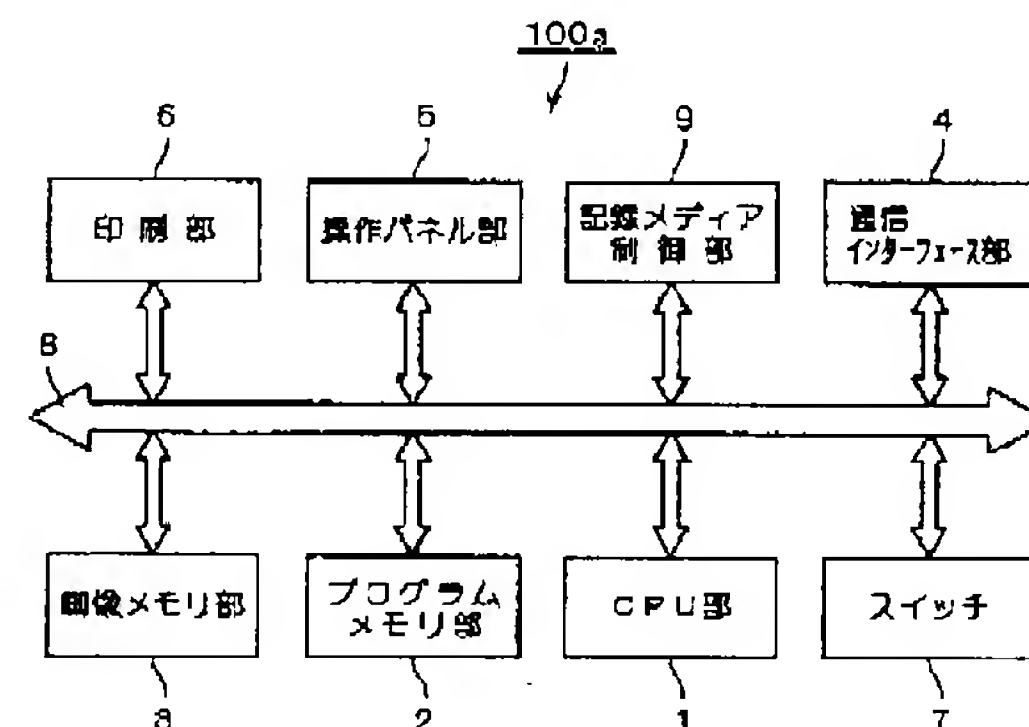 100a
6
5
9
4
印刷部
操作パネル部
記録メディア
制御部
通信
インターフェース部
8
画像メモリ部
プログラム
メモリ部
CPU部
スイッチ
3
2
1
7